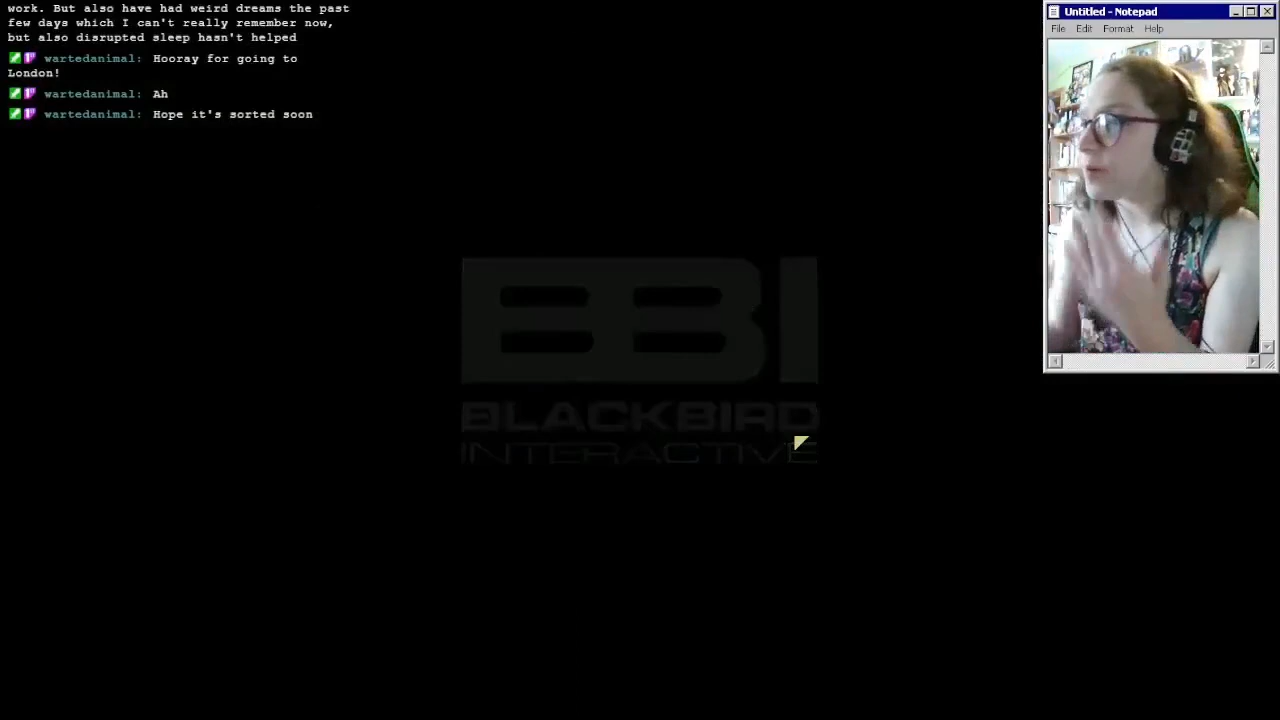 work. But also have had weird dreams the past
few days which I can't really remember now,
but also disrupted sleep hasn't helped
wartedanimal: Hooray for going to
London!
wartedanimal: Ah
wartedanimal: Hope it's sorted soon
Untitled - Notepad
File Edit Format Help
BBI
BLACKBIRD
INTERACTIVE